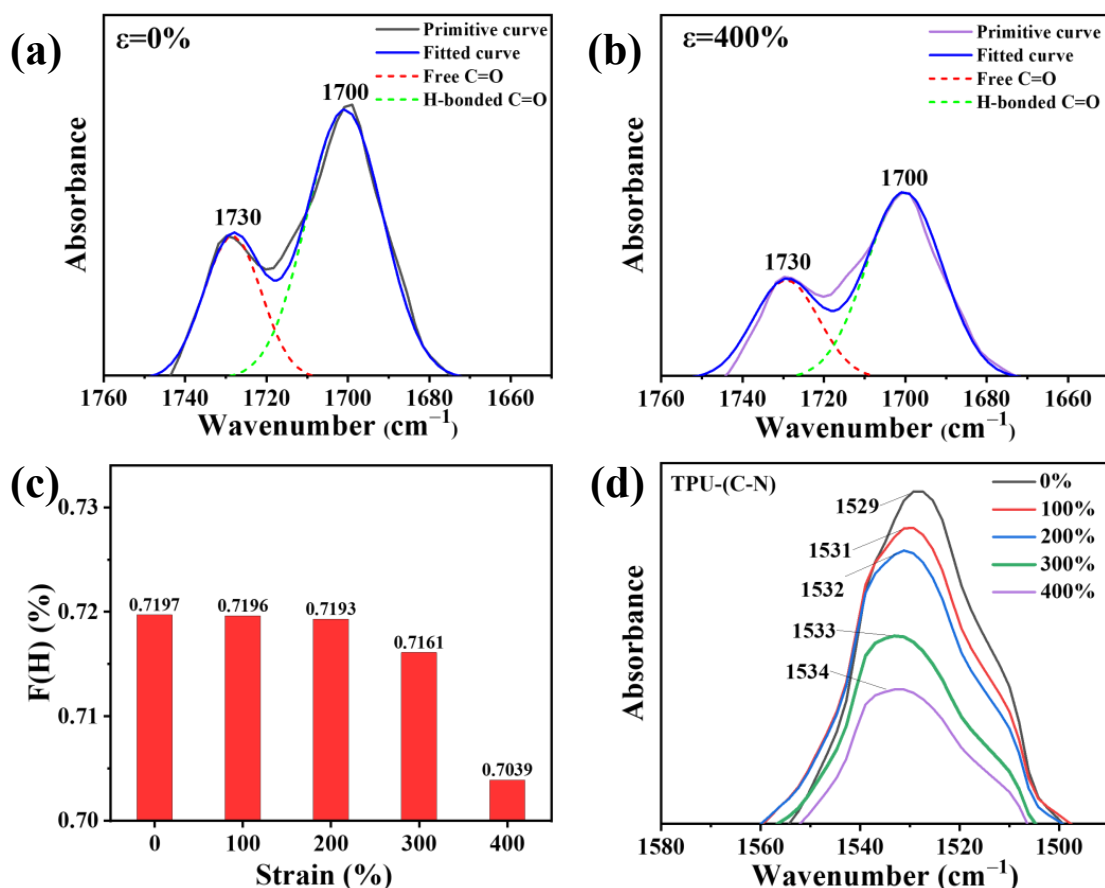 (a)
ε=0%
Primitive curve
Fitted curve
Free C=O
H-bonded C=O
1700
1730
Absorbance
1760 1740 1720 1700 1680 1660
Wavenumber (cm⁻¹)
(b)
ε=400%
Primitive curve
Fitted curve
Free C=O
H-bonded C=O
1700
1730
Absorbance
1760 1740 1720 1700 1680 1660
Wavenumber (cm⁻¹)
(c)
F(H) (%)
0.73
0.72
0.71
0.70
0.7197
0.7196
0.7193
0.7161
0.7039
0 100 200 300 400
Strain (%)
(d)
TPU-(C-N)
0%
100%
200%
300%
400%
1529
1531
1532
1533
1534
Absorbance
1580 1560 1540 1520 1500
Wavenumber (cm⁻¹)